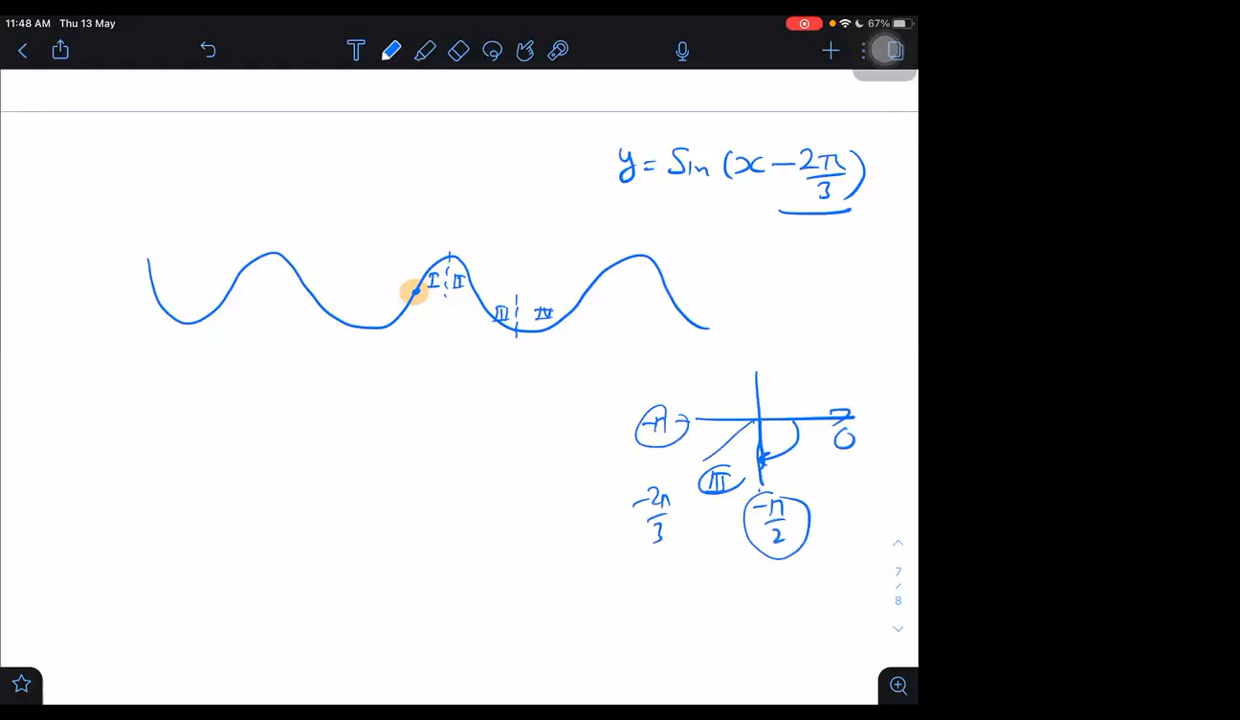 11:48 AM Thu 13 May 67%
y = Sin (x - 2π/3)
I II
III IV
-π 0
III
-2π/3 -π/2
7
/
8